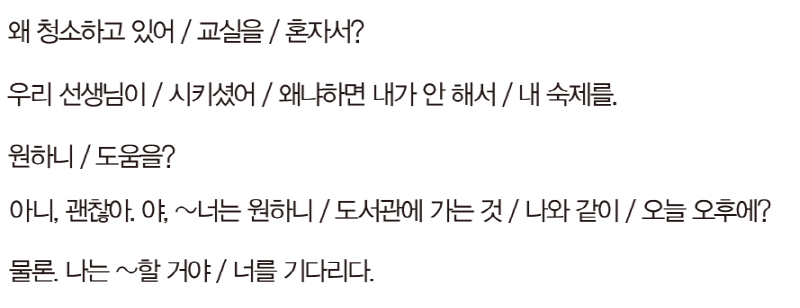 왜 청소하고 있어 / 교실을 / 혼자서?
우리 선생님이 / 시키셨어 / 왜냐하면 내가 안 해서 / 내 숙제를.
원하니 / 도움을?
아니, 괜찮아. 야, ~너는 원하니 / 도서관에 가는 것 / 나와 같이 / 오늘 오후에?
물론. 나는 ~할 거야 / 너를 기다리다.